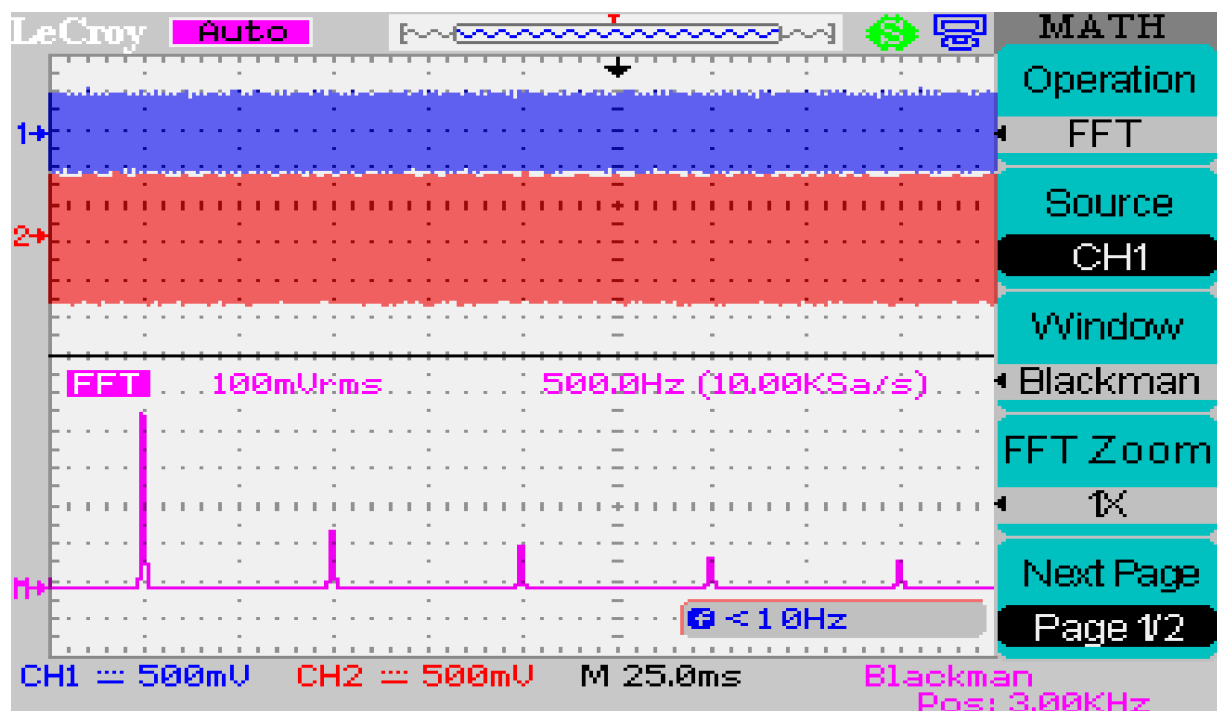 LeCroy Auto T MATH
Operation
1 FFT
Source
2 CH1
Window
FFT 100mVrms 500.0Hz (10.00KSa/s) Blackman
FFT Zoom
1X
M Next Page
f <10Hz Page 1/2
CH1 500mV CH2 500mV M 25.0ms Blackman
Pos: 3.00KHz